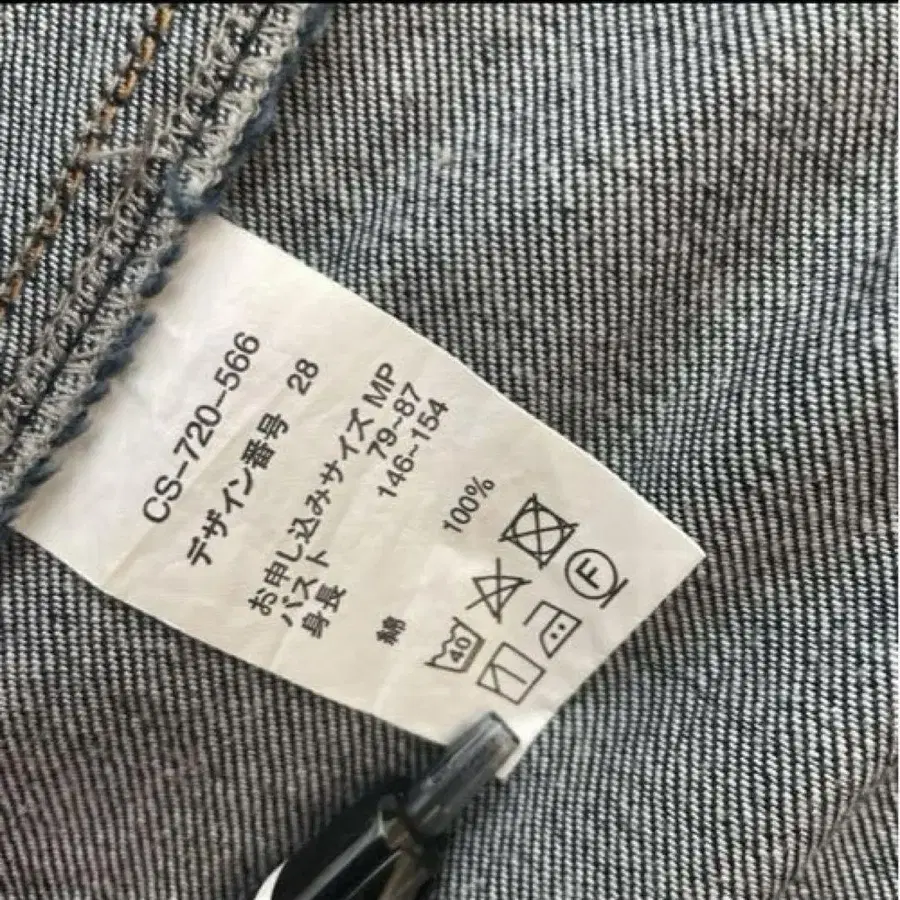 CS-720-566
デザイン番号 28
お申し込みサイズ MP
バスト 79~87
身長 146~154
綿 100%
40
F